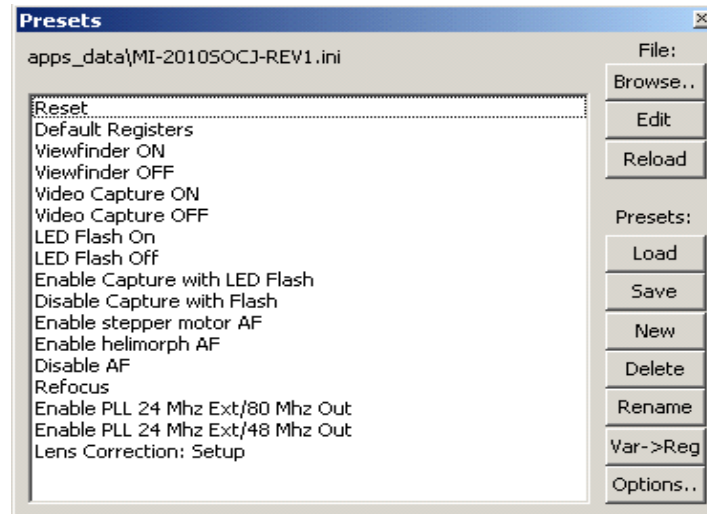 Presets
apps_data\MI-2010SOCJ-REV1.ini
Reset
Default Registers
Viewfinder ON
Viewfinder OFF
Video Capture ON
Video Capture OFF
LED Flash On
LED Flash Off
Enable Capture with LED Flash
Disable Capture with Flash
Enable stepper motor AF
Enable helimorph AF
Disable AF
Refocus
Enable PLL 24 Mhz Ext/80 Mhz Out
Enable PLL 24 Mhz Ext/48 Mhz Out
Lens Correction: Setup
File:
Browse..
Edit
Reload
Presets:
Load
Save
New
Delete
Rename
Var->Reg
Options..